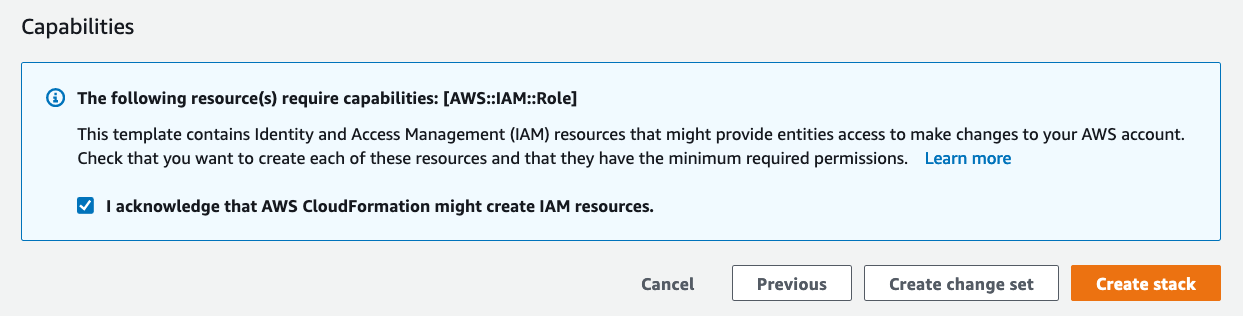 Capabilities
The following resource(s) require capabilities: [AWS::IAM::Role]
This template contains Identity and Access Management (IAM) resources that might provide entities access to make changes to your AWS account.
Check that you want to create each of these resources and that they have the minimum required permissions. Learn more
I acknowledge that AWS CloudFormation might create IAM resources.
Cancel Previous Create change set Create stack